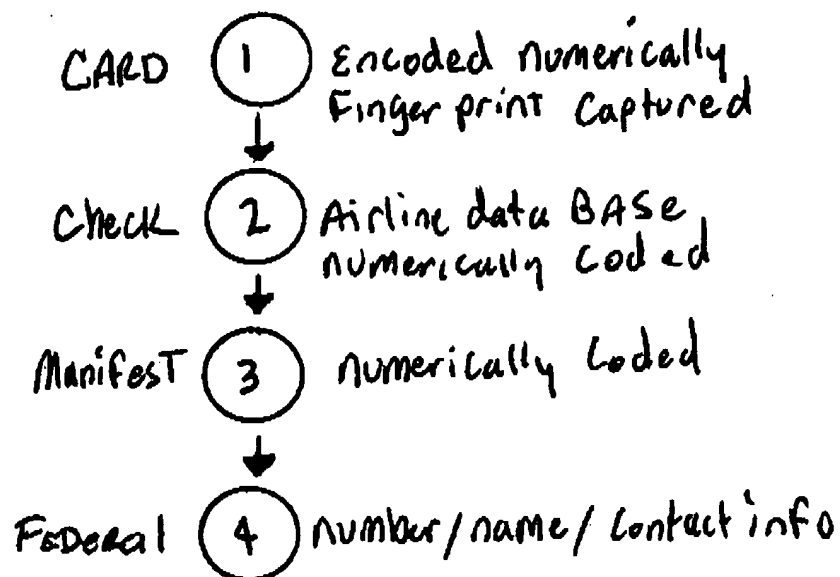 CARD 1 Encoded numerically
Finger print Captured
Check 2 Airline data BASE
numerically Coded
ManifesT 3 numerically Coded
FeDeral 4 number/name/contact info